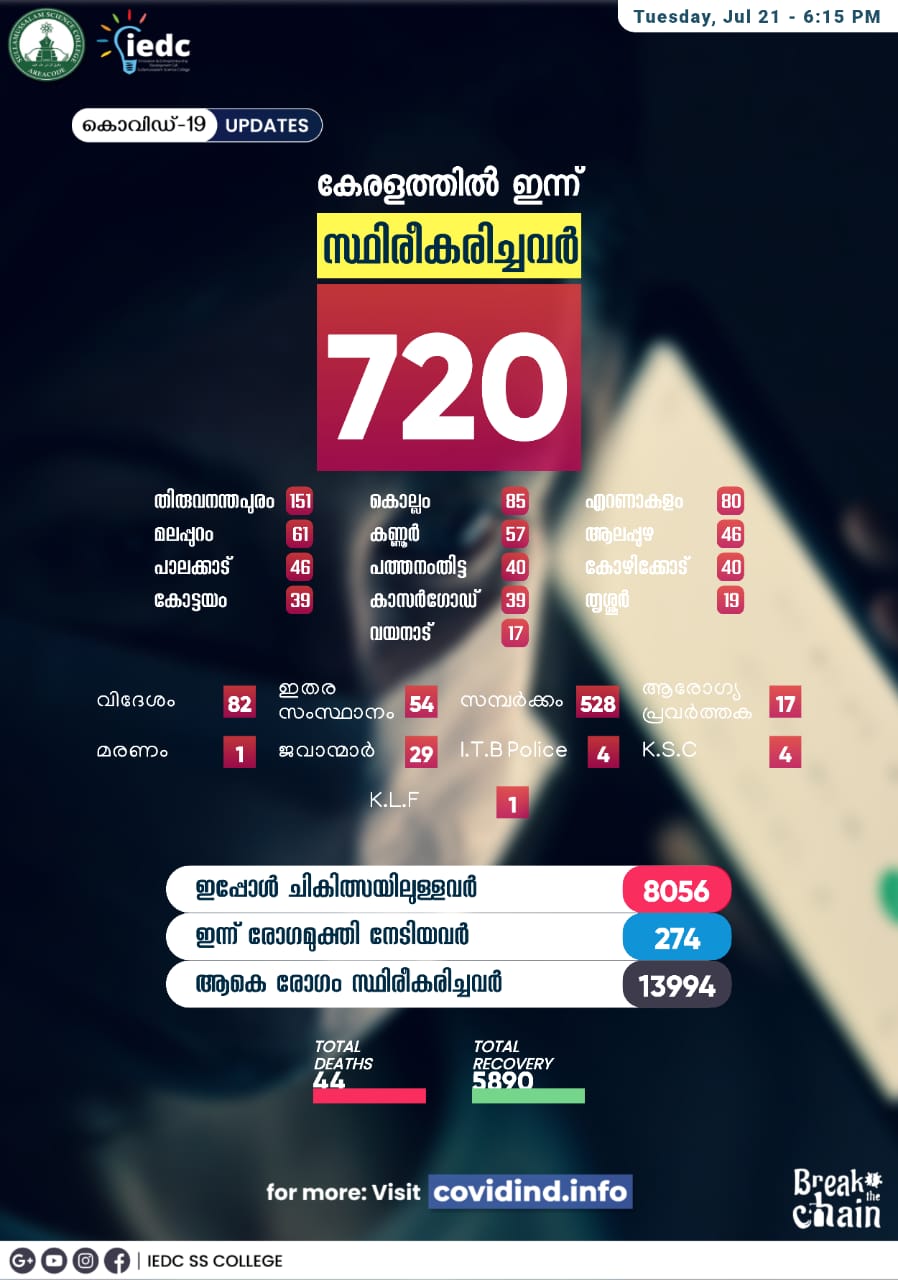 Tuesday, Jul 21 - 6:15 PM
SULLAMUSSALAM SCIENCE COLLEGE
AREACODE
iedc
കൊവിഡ്-19 UPDATES
കേരളത്തിൽ ഇന്ന്
സ്ഥിരീകരിച്ചവർ
720
തിരുവനന്തപുരം 151 കൊല്ലം 85 എറണാകുളം 80
മലപ്പുറം 61 കണ്ണൂർ 57 ആലപ്പുഴ 46
പാലക്കാട് 46 പത്തനംതിട്ട 40 കോഴിക്കോട് 40
കോട്ടയം 39 കാസർഗോഡ് 39 തൃശ്ശൂർ 19
വയനാട് 17
വിദേശം 82 ഇതര സംസ്ഥാനം 54 സമ്പർക്കം 528 ആരോഗ്യ പ്രവർത്തക 17
മരണം 1 ജവാന്മാർ 29 I.T.B Police 4 K.S.C 4
K.L.F 1
ഇപ്പോൾ ചികിത്സയിലുള്ളവർ 8056
ഇന്ന് രോഗമുക്തി നേടിയവർ 274
ആകെ രോഗം സ്ഥിരീകരിച്ചവർ 13994
TOTAL DEATHS 44
TOTAL RECOVERY 5890
for more: Visit covidind.info
Break the chain
IEDC SS COLLEGE